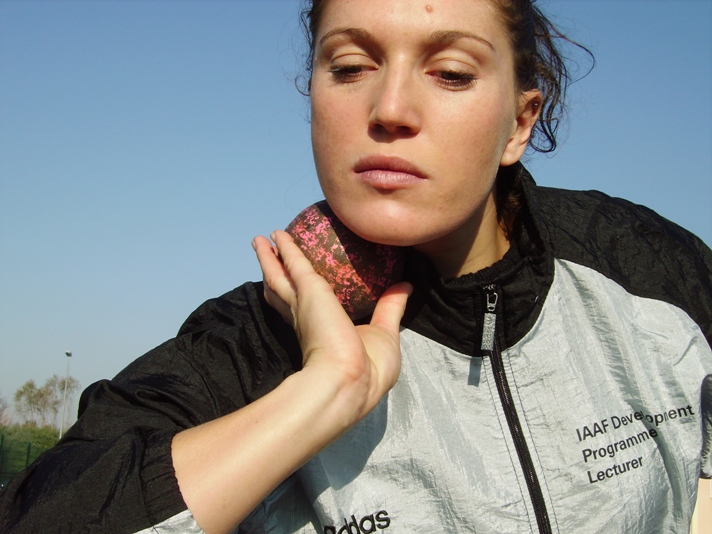 IAAF Development
Programme
Lecturer
adidas